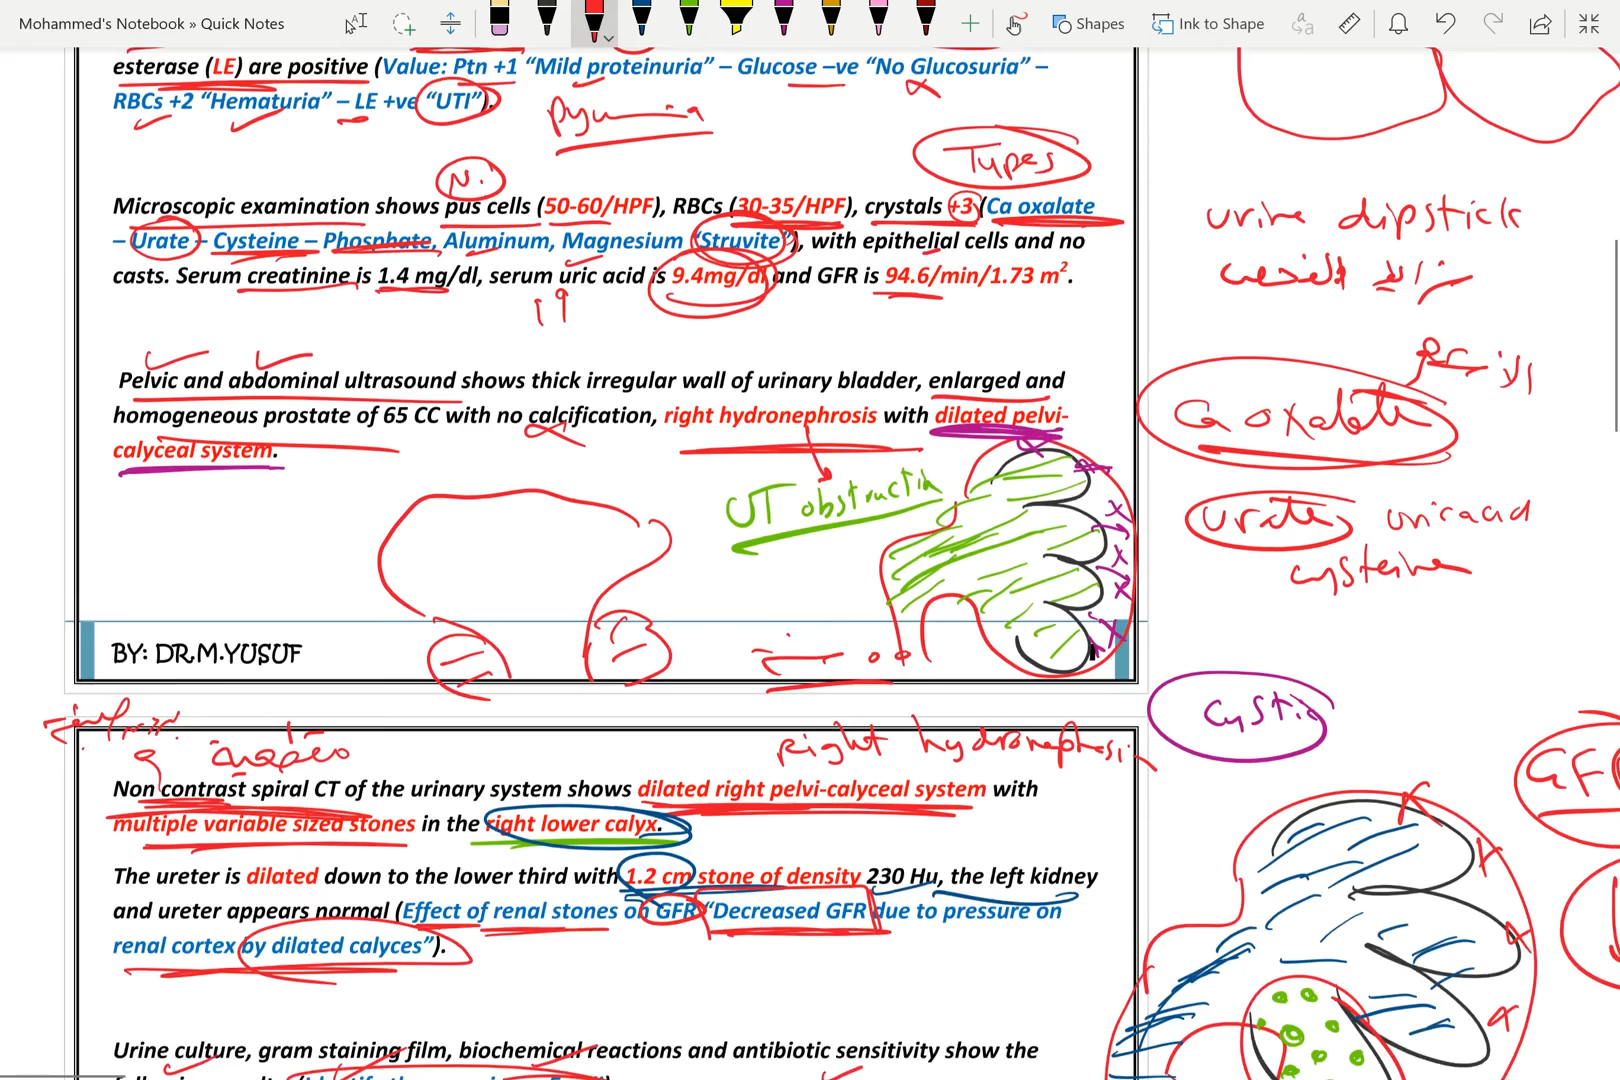 Mohammed's Notebook » Quick Notes
Shapes
Ink to Shape
esterase (LE) are positive (Value: Ptn +1 “Mild proteinuria” – Glucose –ve “No Glucosuria” –
RBCs +2 “Hematuria” – LE +ve “UTI”).
Pyuria
N.
Types
Microscopic examination shows pus cells (50-60/HPF), RBCs (30-35/HPF), crystals +3 (Ca oxalate
– Urate – Cysteine – Phosphate, Aluminum, Magnesium “Struvite”), with epithelial cells and no
casts. Serum creatinine is 1.4 mg/dl, serum uric acid is 9.4mg/dl and GFR is 94.6/min/1.73 m².
Pelvic and abdominal ultrasound shows thick irregular wall of urinary bladder, enlarged and
homogeneous prostate of 65 CC with no calcification, right hydronephrosis with dilated pelvi-
calyceal system.
UT obstruction
BY: DR.M.YUSUF
urine dipstick
Ca oxalate
urate uric acid
cysteine
Cystic
GFR
Right hydronephrosis
Non contrast spiral CT of the urinary system shows dilated right pelvi-calyceal system with
multiple variable sized stones in the right lower calyx.
The ureter is dilated down to the lower third with 1.2 cm stone of density 230 Hu, the left kidney
and ureter appears normal (Effect of renal stones on GFR “Decreased GFR due to pressure on
renal cortex by dilated calyces”).
Urine culture, gram staining film, biochemical reactions and antibiotic sensitivity show the